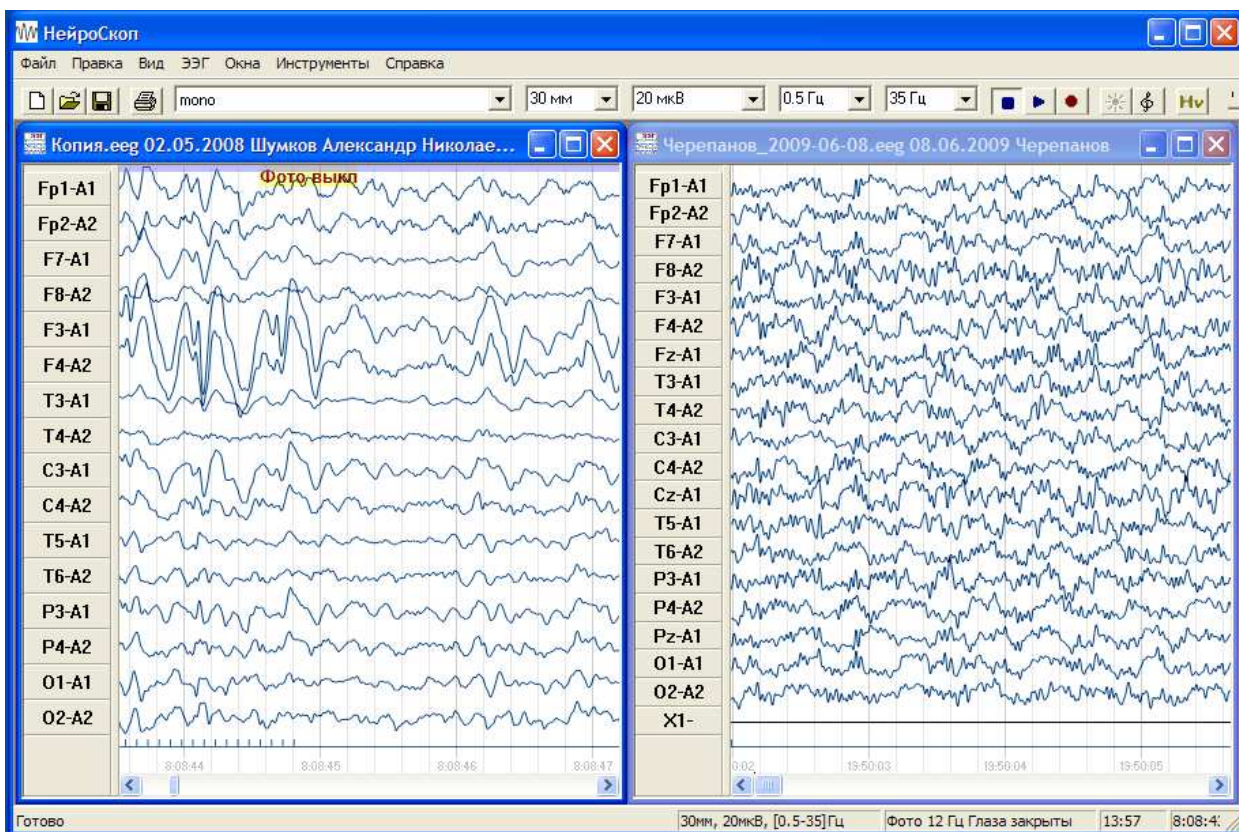 НейроСкоп
Файл Правка Вид ЭЭГ Окна Инструменты Справка
mono 30 мм 20 мкВ 0.5 Гц 35 Гц Hv
Копия.eeg 02.05.2008 Шумков Александр Николае...
Фото выкл
Fp1-A1
Fp2-A2
F7-A1
F8-A2
F3-A1
F4-A2
T3-A1
T4-A2
C3-A1
C4-A2
T5-A1
T6-A2
P3-A1
P4-A2
O1-A1
O2-A2
8:08:44 8:08:45 8:08:46 8:08:47
Черепанов_2009-06-08.eeg 08.06.2009 Черепанов
Fp1-A1
Fp2-A2
F7-A1
F8-A2
F3-A1
F4-A2
Fz-A1
T3-A1
T4-A2
C3-A1
C4-A2
Cz-A1
T5-A1
T6-A2
P3-A1
P4-A2
Pz-A1
O1-A1
O2-A2
X1-
0:02 19:50:03 19:50:04 19:50:05
Готово 30мм, 20мкВ, [0.5-35]Гц Фото 12 Гц Глаза закрыты 13:57